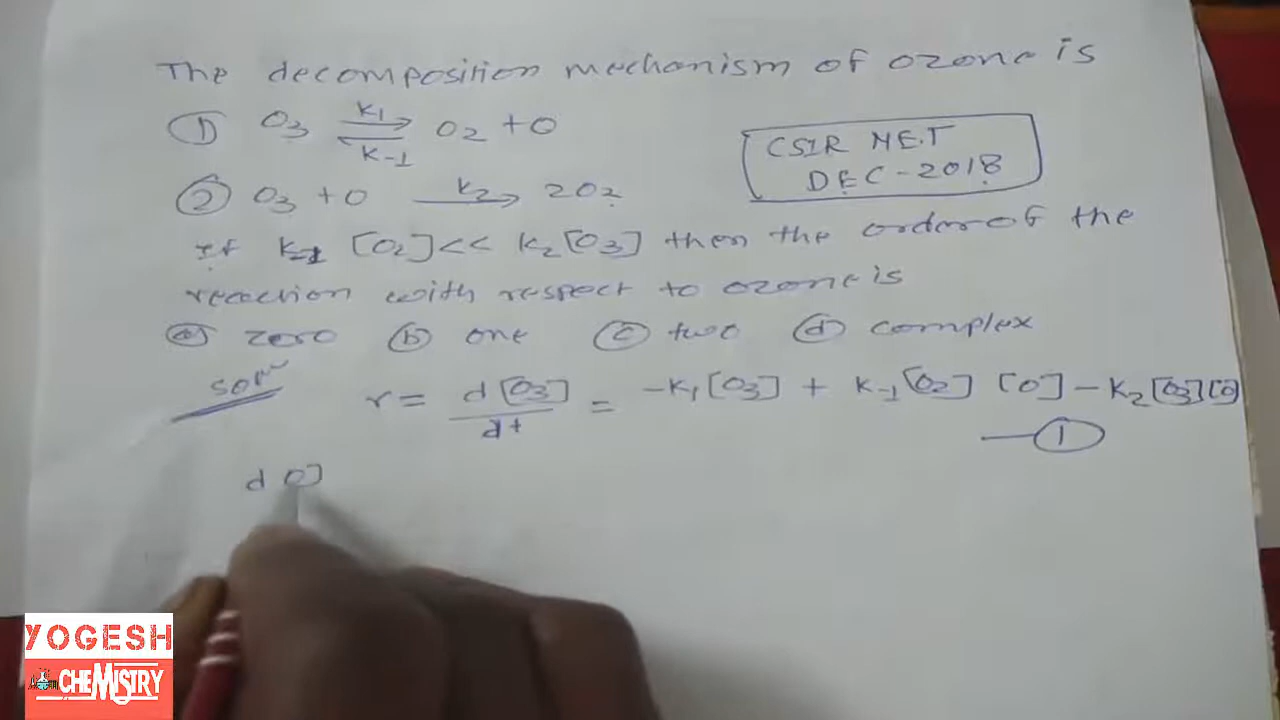 The decomposition mechanism of ozone is
① O3 ⇌ O2 + O
k1
k-1
② O3 + O ⟶ 2O2
k2
CSIR NET
DEC-2018
If k-1 [O2] << k2 [O3] then the order of the
reaction with respect to ozone is
ⓐ zero ⓑ one ⓒ two ⓓ complex
Soln
r = d[O3]/dt = -k1[O3] + k-1[O2] [O] - k2[O3][O]
— ①
d O]
YOGESH
CHEMISTRY